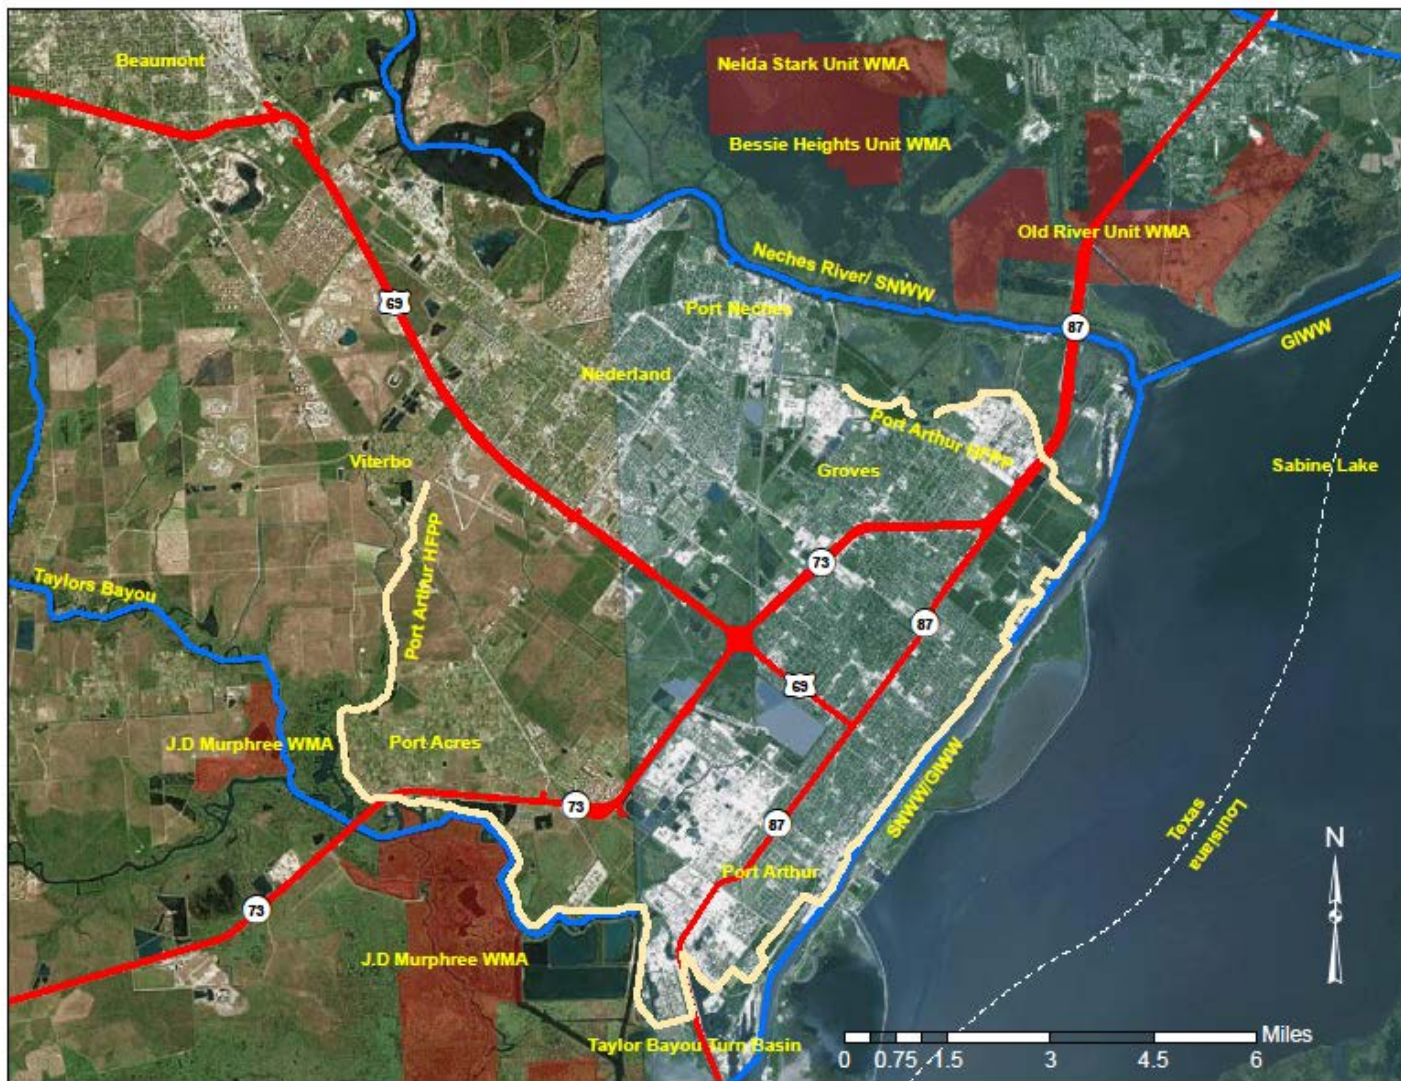 Beaumont
Nelda Stark Unit WMA
Bessie Heights Unit WMA
Old River Unit WMA
Neches River/ SNWW
69
Port Neches
87
GIWW
Nederland
Port Arthur HFPP
Viterbo
Groves
Sabine Lake
Port Arthur HFPP
73
Taylors Bayou
87
69
J.D Murphree WMA
Port Acres
SNWW/GIWW
73
87
Texas
Louisiana
N
Port Arthur
73
J.D Murphree WMA
Taylor Bayou Turn Basin
Miles
0 0.75 1.5 3 4.5 6